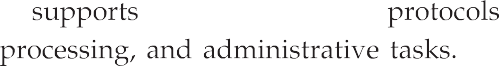 supports protocols
processing, and administrative tasks.